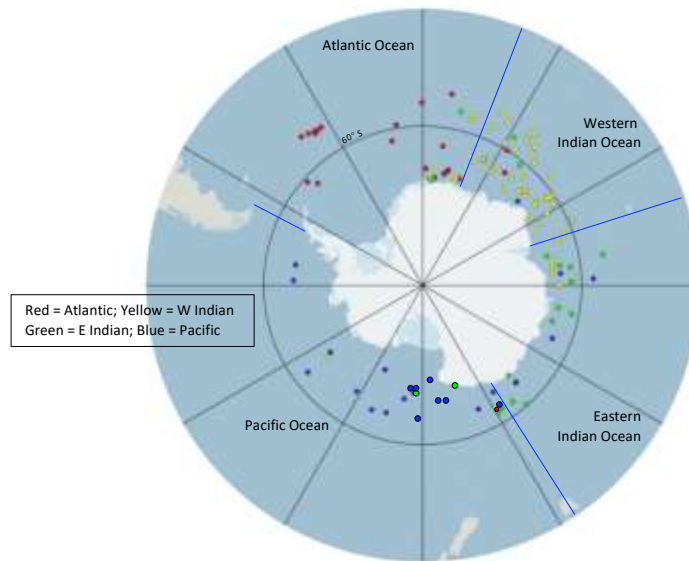 Atlantic Ocean
60° S
Western
Indian Ocean
Red = Atlantic; Yellow = W Indian
Green = E Indian; Blue = Pacific
Pacific Ocean
Eastern
Indian Ocean